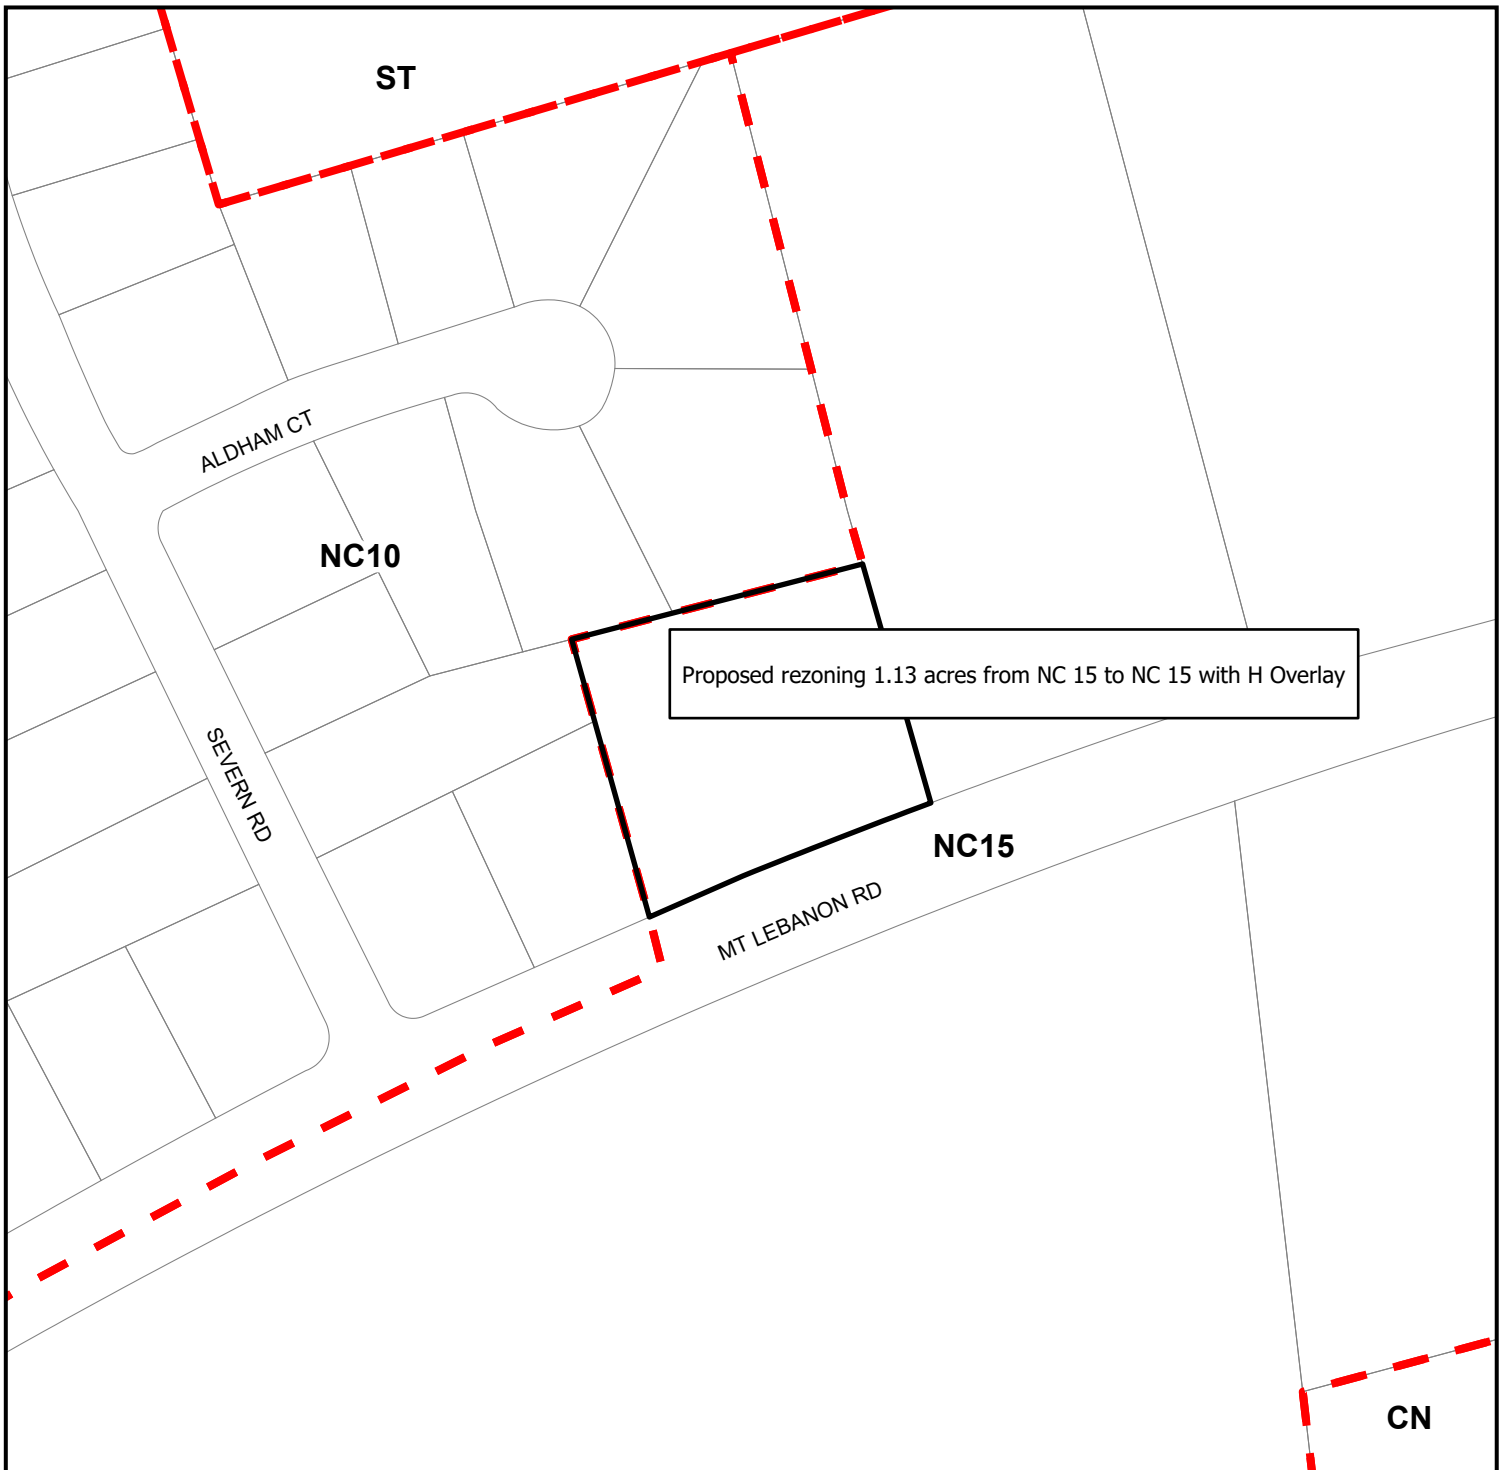 ST
ALDHAM CT
NC10
Proposed rezoning 1.13 acres from NC 15 to NC 15 with H Overlay
SEVERN RD
NC15
MT LEBANON RD
CN